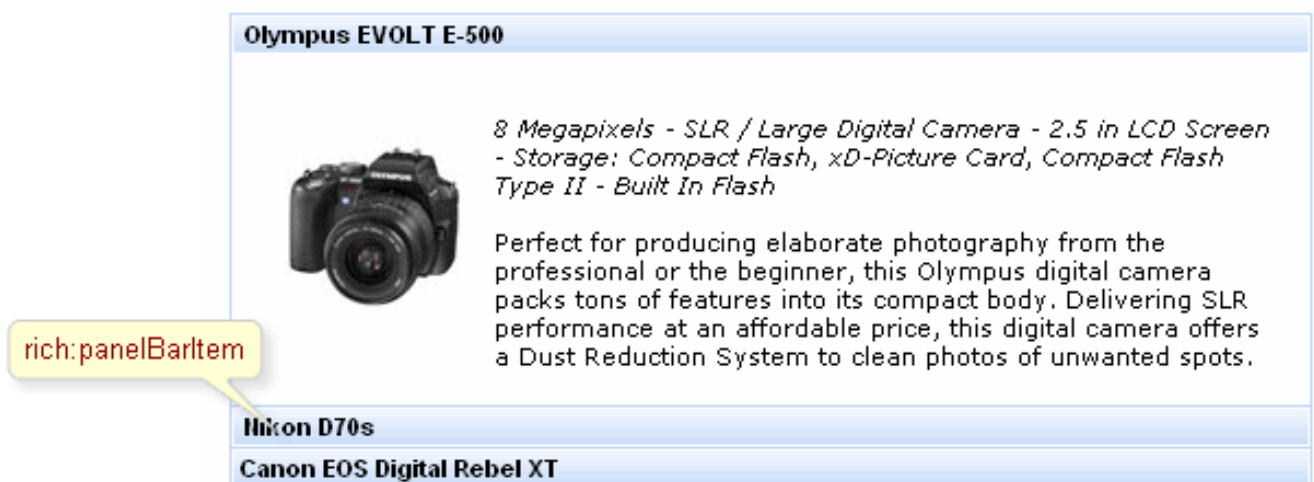 Olympus EVOLT E-500
8 Megapixels - SLR / Large Digital Camera - 2.5 in LCD Screen
- Storage: Compact Flash, xD-Picture Card, Compact Flash
Type II - Built In Flash
OLYMPUS
Perfect for producing elaborate photography from the
professional or the beginner, this Olympus digital camera
packs tons of features into its compact body. Delivering SLR
performance at an affordable price, this digital camera offers
a Dust Reduction System to clean photos of unwanted spots.
rich:panelBarItem
Nikon D70s
Canon EOS Digital Rebel XT